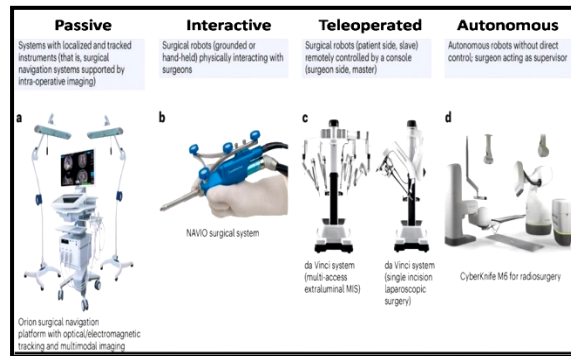 Passive
Systems with localized and tracked
instruments (that is, surgical
navigation systems supported by
intra-operative imaging)
Interactive
Surgical robots (grounded or
hand-held) physically interacting with
surgeons
Teleoperated
Surgical robots (patient side, slave)
remotely controlled by a console
(surgeon side, master)
Autonomous
Autonomous robots without direct
control; surgeon acting as supervisor
a
Orion surgical navigation
platform with optical/electromagnetic
tracking and multimodal imaging
b
NAVIO surgical system
c
da Vinci system
(multi-access
extraluminal MIS)
da Vinci system
(single incision
laparoscopic
surgery)
d
CyberKnife M6 for radiosurgery